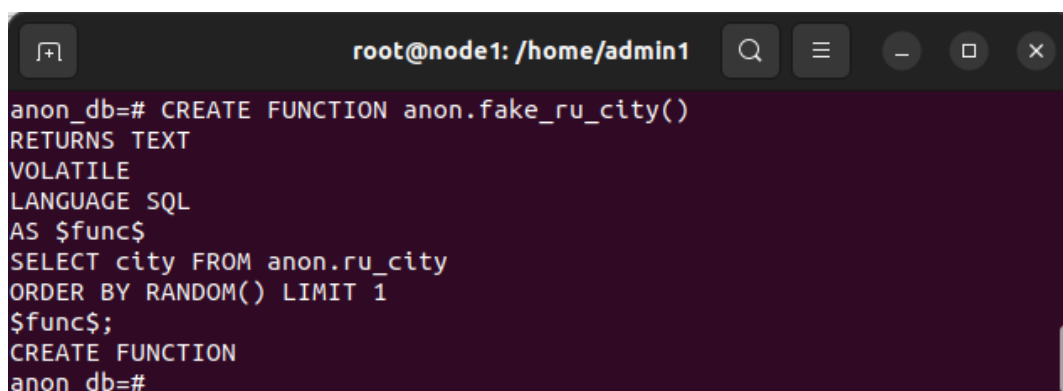 root@node1: /home/admin1
anon_db=# CREATE FUNCTION anon.fake_ru_city()
RETURNS TEXT
VOLATILE
LANGUAGE SQL
AS $func$
SELECT city FROM anon.ru_city
ORDER BY RANDOM() LIMIT 1
$func$;
CREATE FUNCTION
anon_db=#